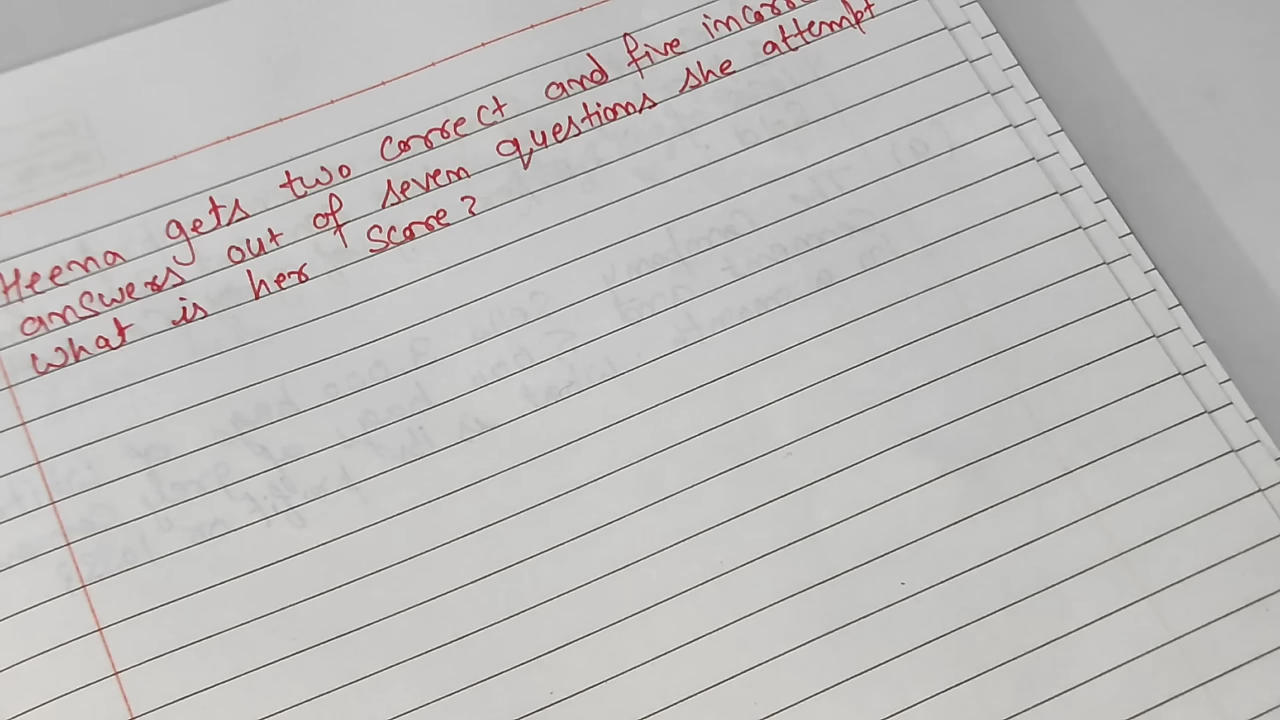 Heena gets two correct and five
answers out of seven questions she attempt
What is her score?